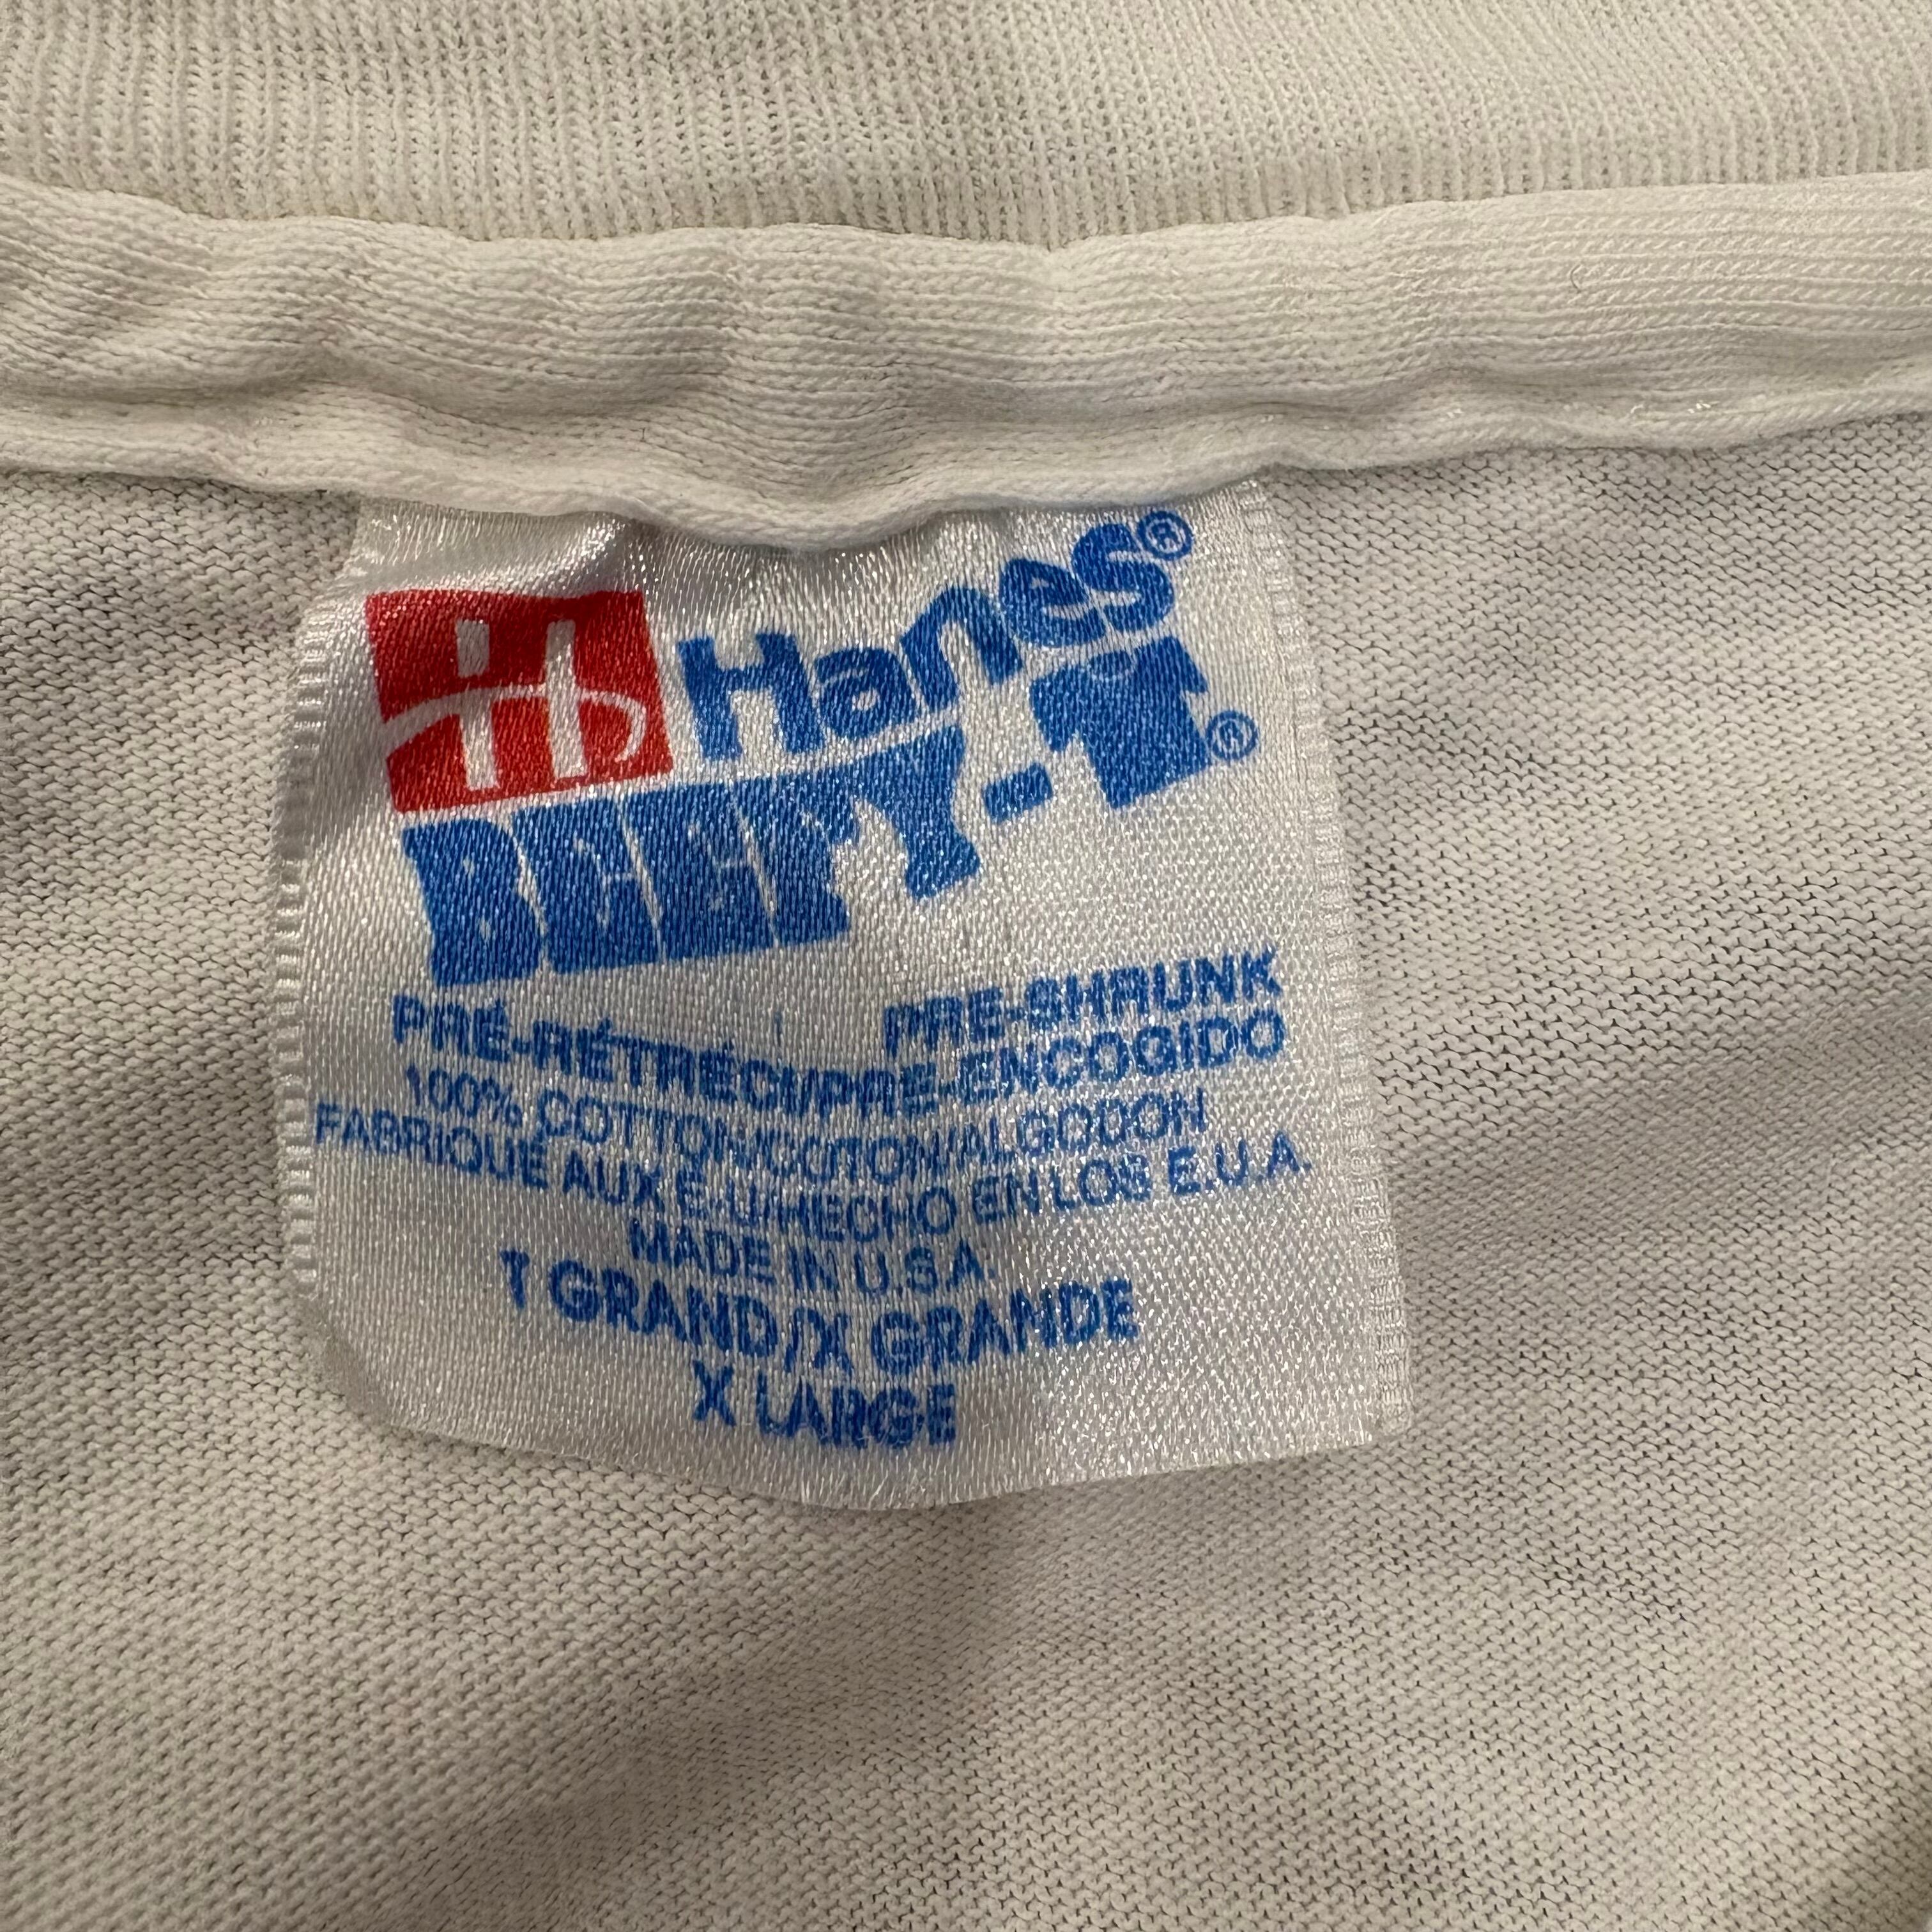 Hanes®
BEEFY-T®
PRE-SHRUNK
PRÉ-RÉTRÉCI/PRE-ENCOGIDO
100% COTTON/COTON/ALGODON
FABRIQUE AUX É.-U/HECHO EN LOS E.U.A.
MADE IN U.S.A
T GRAND/X GRANDE
X LARGE